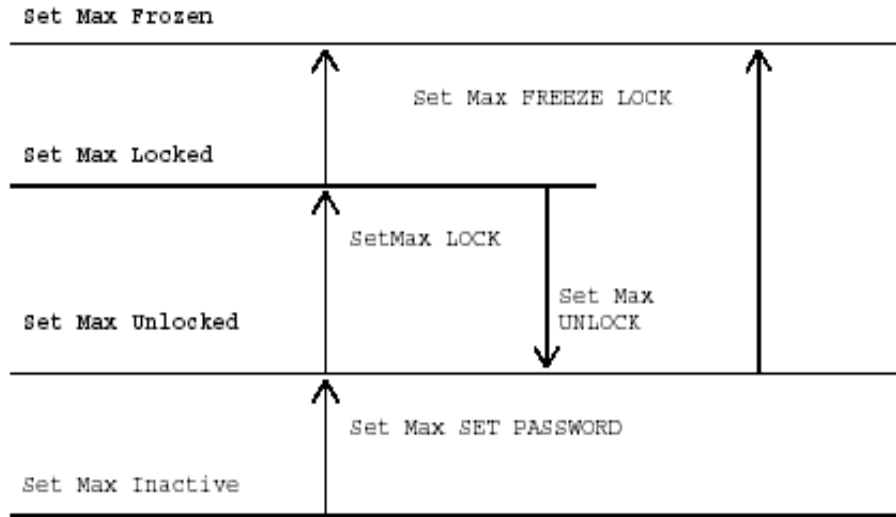 Set Max Frozen
Set Max FREEZE LOCK
Set Max Locked
SetMax LOCK
Set Max
UNLOCK
Set Max Unlocked
Set Max SET PASSWORD
Set Max Inactive